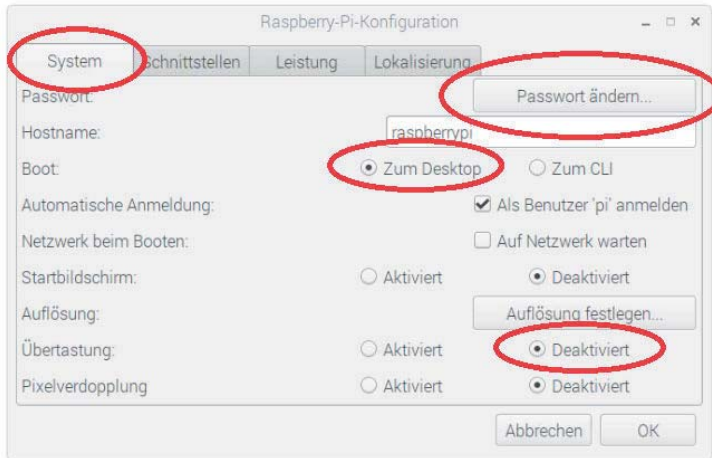 Raspberry-Pi-Konfiguration
System Schnittstellen Leistung Lokalisierung
Passwort: Passwort ändern...
Hostname: raspberrypi
Boot: Zum Desktop Zum CLI
Automatische Anmeldung: Als Benutzer 'pi' anmelden
Netzwerk beim Booten: Auf Netzwerk warten
Startbildschirm: Aktiviert Deaktiviert
Auflösung: Auflösung festlegen...
Übertastung: Aktiviert Deaktiviert
Pixelverdopplung Aktiviert Deaktiviert
Abbrechen OK